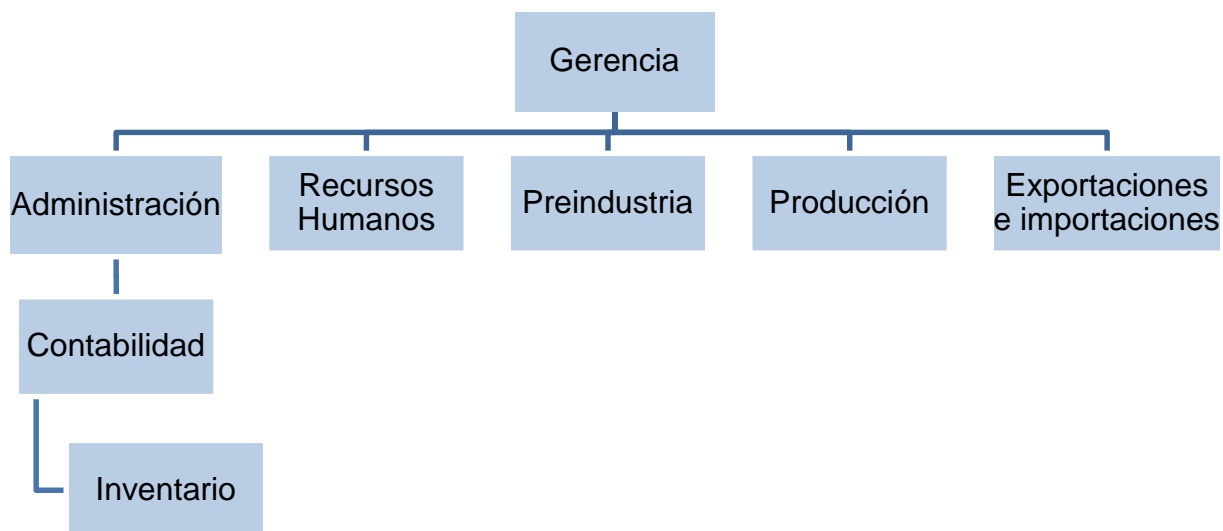 Gerencia
Administración
Recursos
Humanos
Preindustria
Producción
Exportaciones
e importaciones
Contabilidad
Inventario